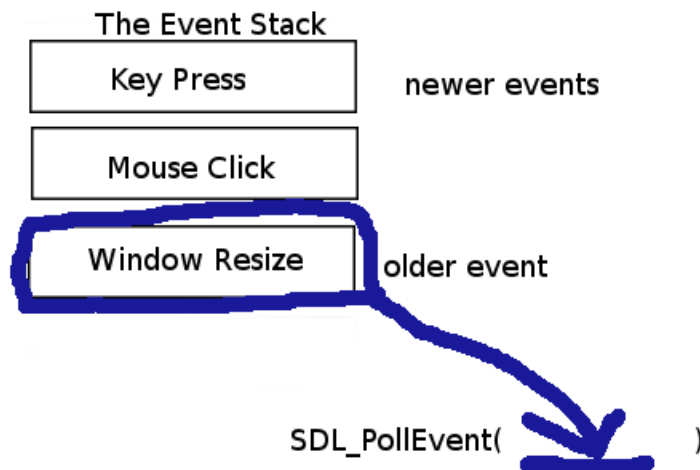 The Event Stack
Key Press
newer events
Mouse Click
Window Resize
older event
SDL_PollEvent( )